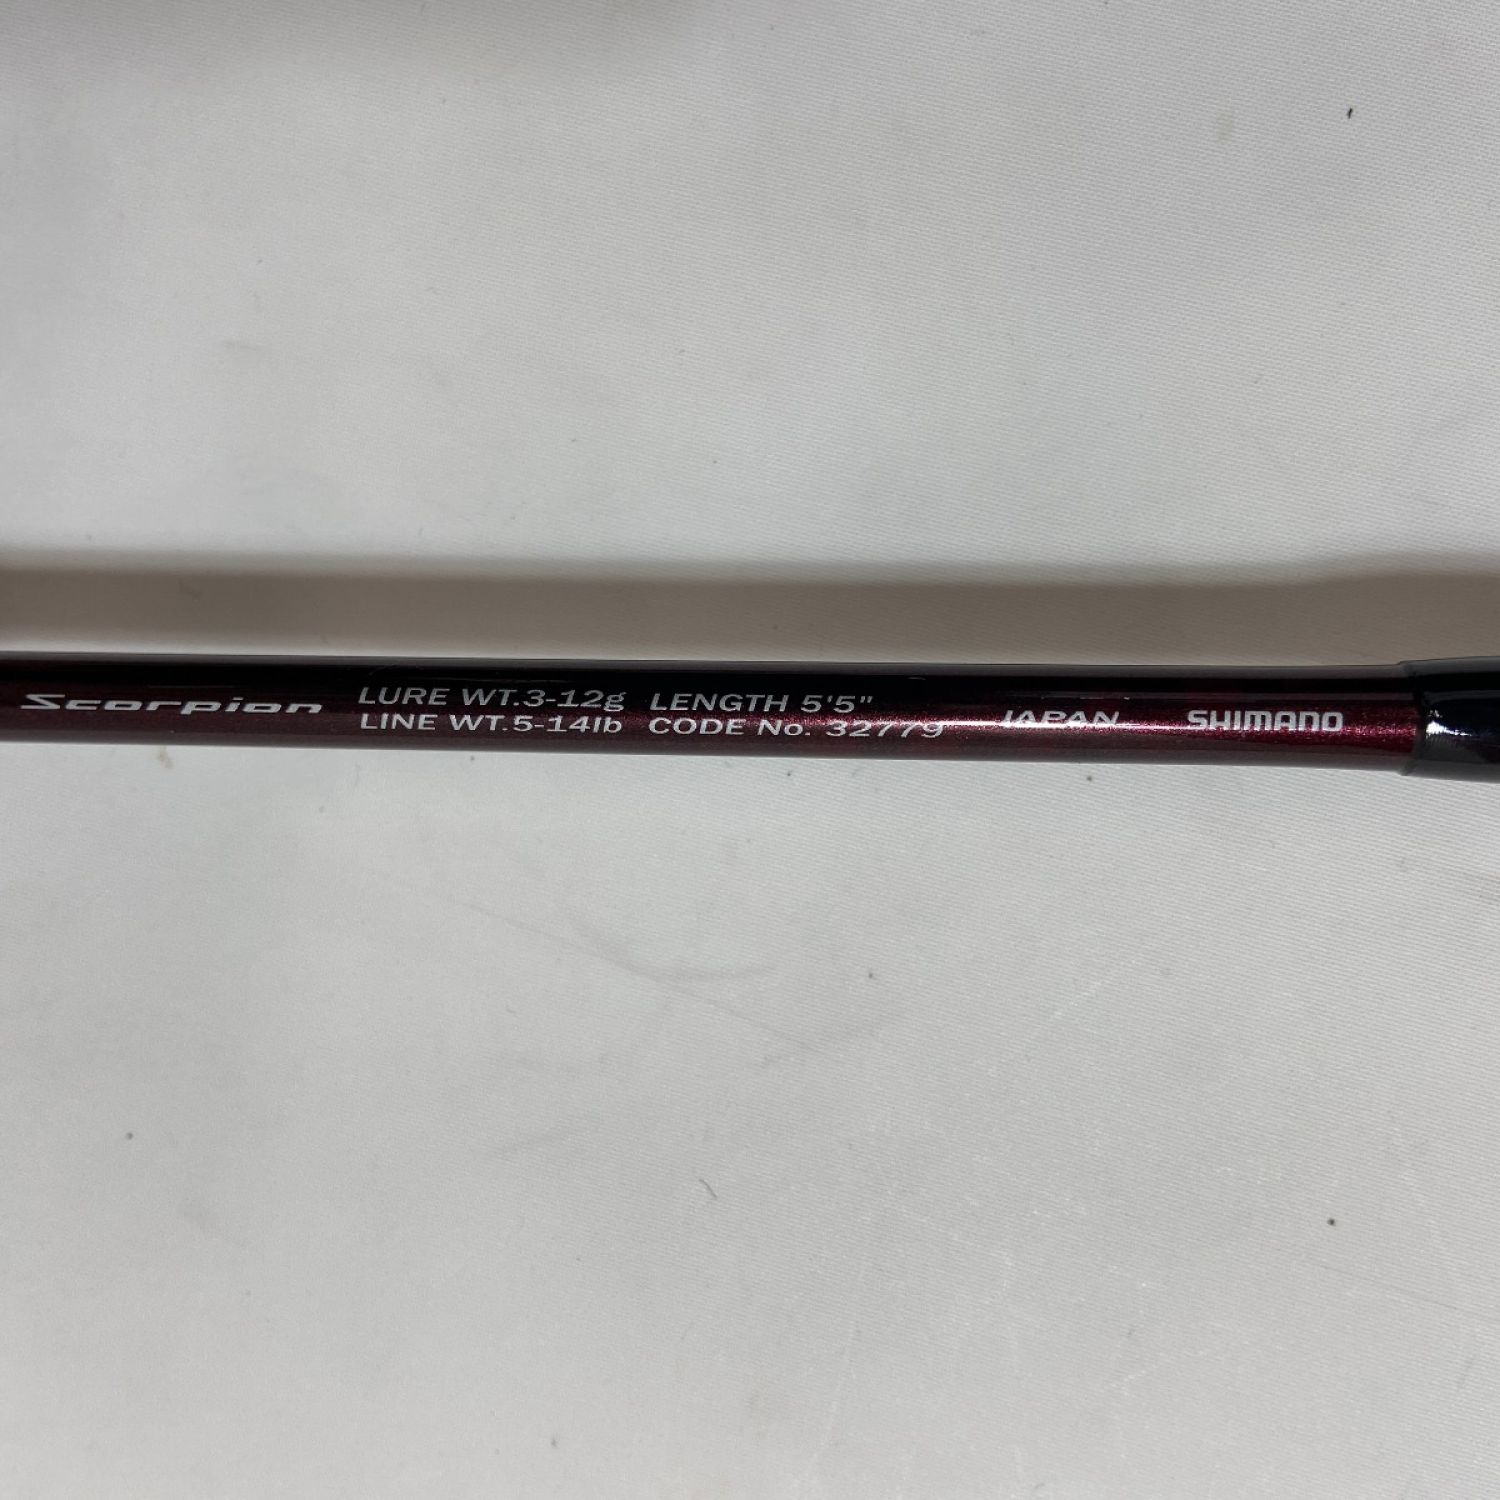 Scorpion
LURE WT.3-12g LENGTH 5'5"
LINE WT.5-14lb CODE No. 32779
JAPAN
SHIMANO